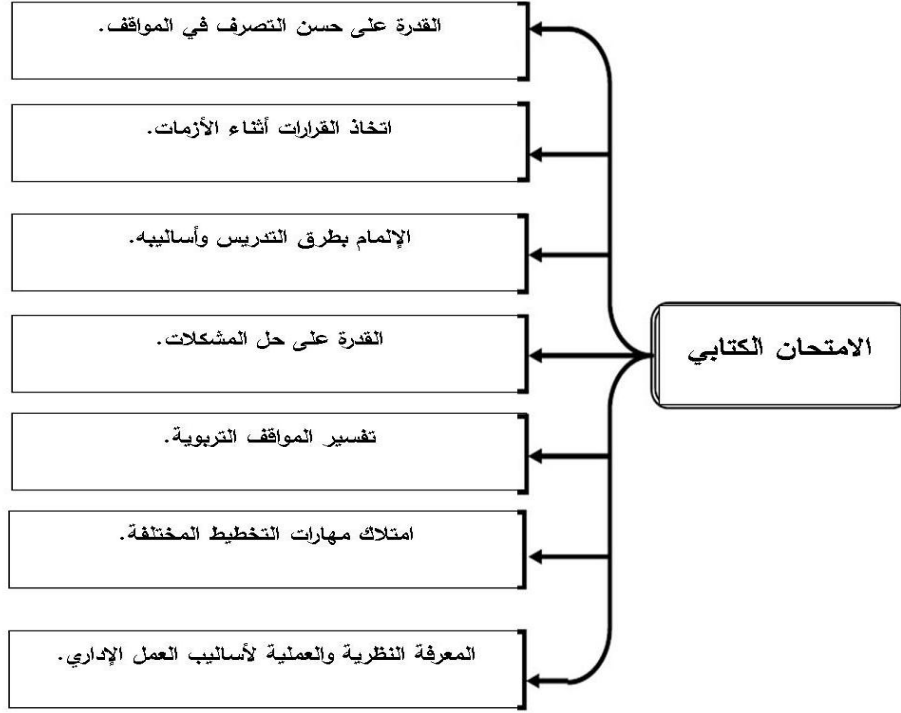 الامتحان الكتابي
القدرة على حسن التصرف في المواقف.
اتخاذ القرارات أثناء الأزمات.
الإلمام بطرق التدريس وأساليبه.
القدرة على حل المشكلات.
تفسير المواقف التربوية.
امتلاك مهارات التخطيط المختلفة.
المعرفة النظرية والعملية لأساليب العمل الإداري.